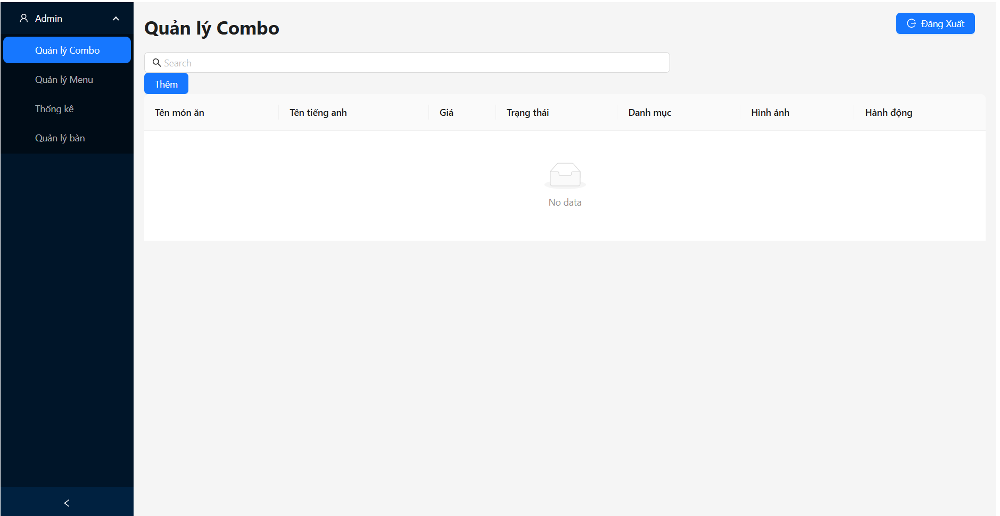 Admin
Quản lý Combo
Quản lý Menu
Thống kê
Quản lý bàn
Quản lý Combo
Đăng Xuất
Search
Thêm
Tên món ăn Tên tiếng anh Giá Trạng thái Danh mục Hình ảnh Hành động
No data